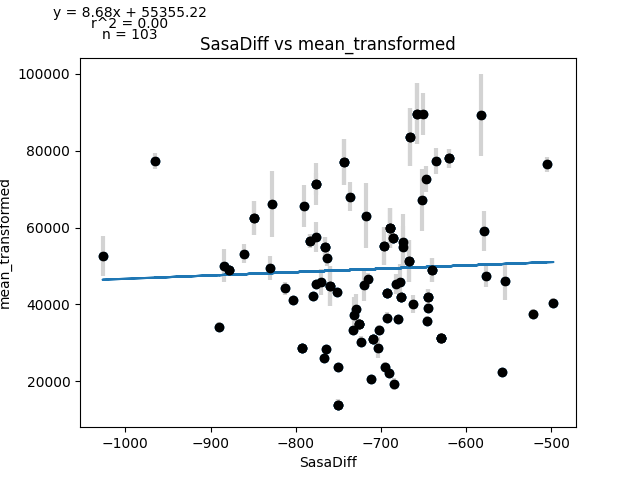 y = 8.68x + 55355.22
r^2 = 0.00
n = 103
SasaDiff vs mean_transformed
100000
80000
60000
40000
20000
mean_transformed
−1000
−900
−800
−700
−600
−500
SasaDiff